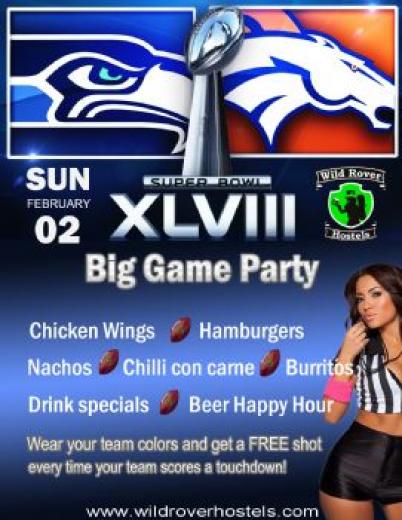 SUPER BOWL
XLVIII
SUN
FEBRUARY
02
Wild Rover
Hostels
Big Game Party
Chicken Wings Hamburgers
Nachos Chilli con carne Burritos
Drink specials Beer Happy Hour
Wear your team colors and get a FREE shot
every time your team scores a touchdown!
www.wildroverhostels.com